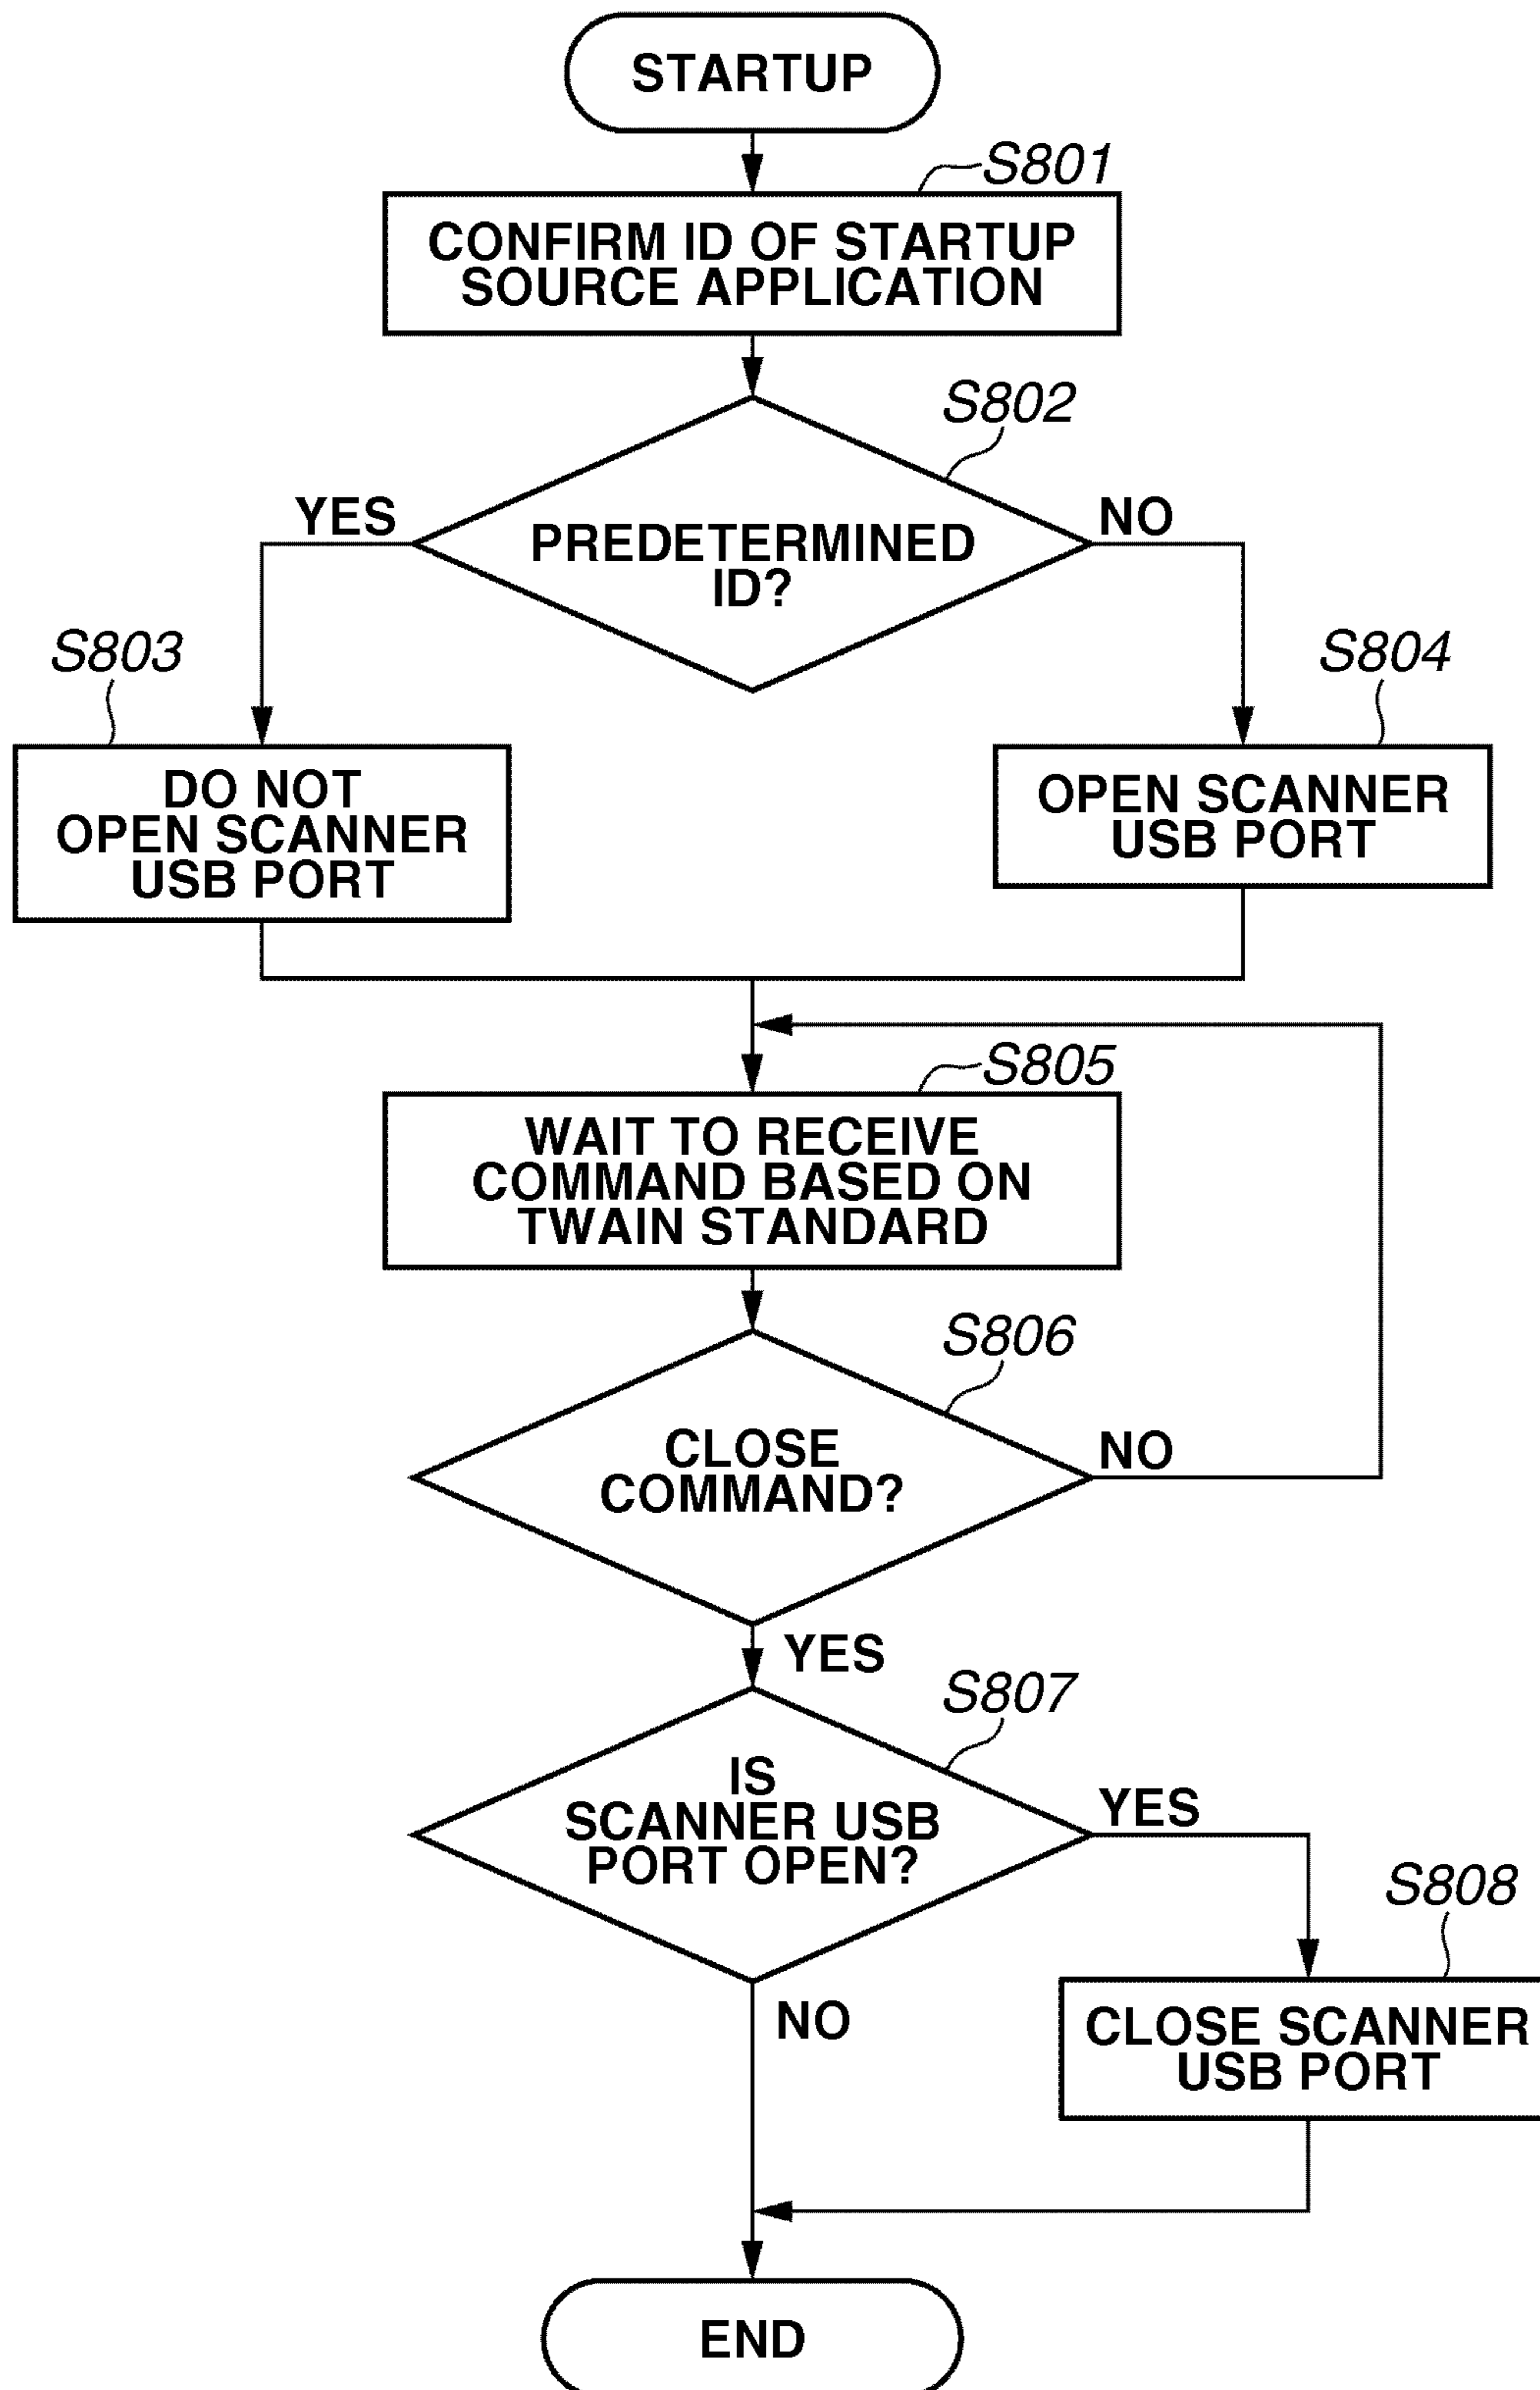 STARTUP
S801
CONFIRM ID OF STARTUP
SOURCE APPLICATION
S802
YES
NO
PREDETERMINED
ID?
S803
S804
DO NOT
OPEN SCANNER
USB PORT
OPEN SCANNER
USB PORT
S805
WAIT TO RECEIVE
COMMAND BASED ON
TWAIN STANDARD
S806
CLOSE
COMMAND?
NO
YES
S807
IS
SCANNER USB
PORT OPEN?
YES
S808
NO
CLOSE SCANNER
USB PORT
END